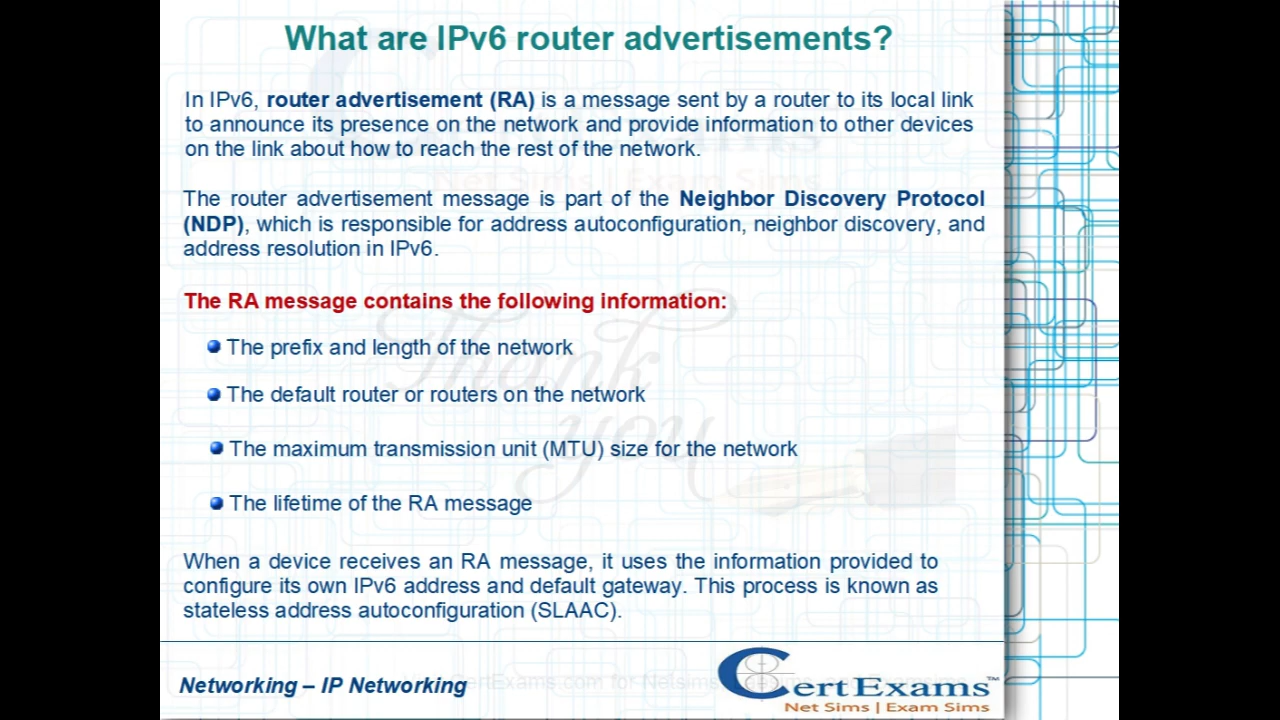 What are IPv6 router advertisements?
In IPv6, router advertisement (RA) is a message sent by a router to its local link
to announce its presence on the network and provide information to other devices
on the link about how to reach the rest of the network.
The router advertisement message is part of the Neighbor Discovery Protocol
(NDP), which is responsible for address autoconfiguration, neighbor discovery, and
address resolution in IPv6.
The RA message contains the following information:
The prefix and length of the network
The default router or routers on the network
The maximum transmission unit (MTU) size for the network
The lifetime of the RA message
Thank
you
When a device receives an RA message, it uses the information provided to
configure its own IPv6 address and default gateway. This process is known as
stateless address autoconfiguration (SLAAC).
Networking – IP Networking
CertExams™
Net Sims | Exam Sims